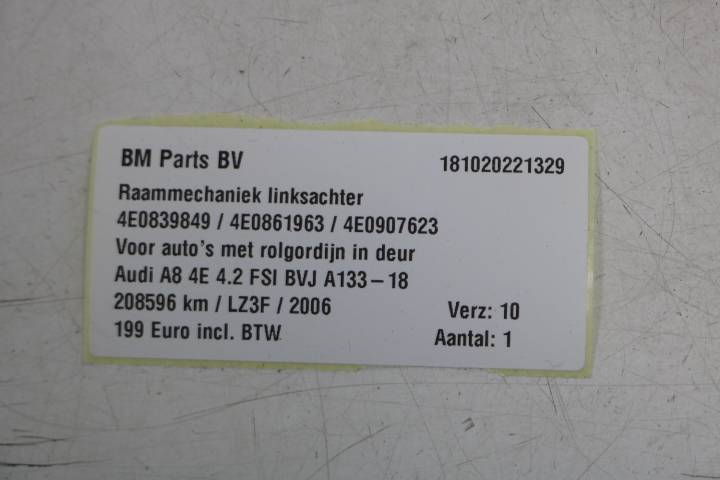 BM Parts BV 181020221329
Raammechaniek linksachter
4E0839849 / 4E0861963 / 4E0907623
Voor auto's met rolgordijn in deur
Audi A8 4E 4.2 FSI BVJ A133-18
208596 km / LZ3F / 2006 Verz: 10
199 Euro incl. BTW Aantal: 1